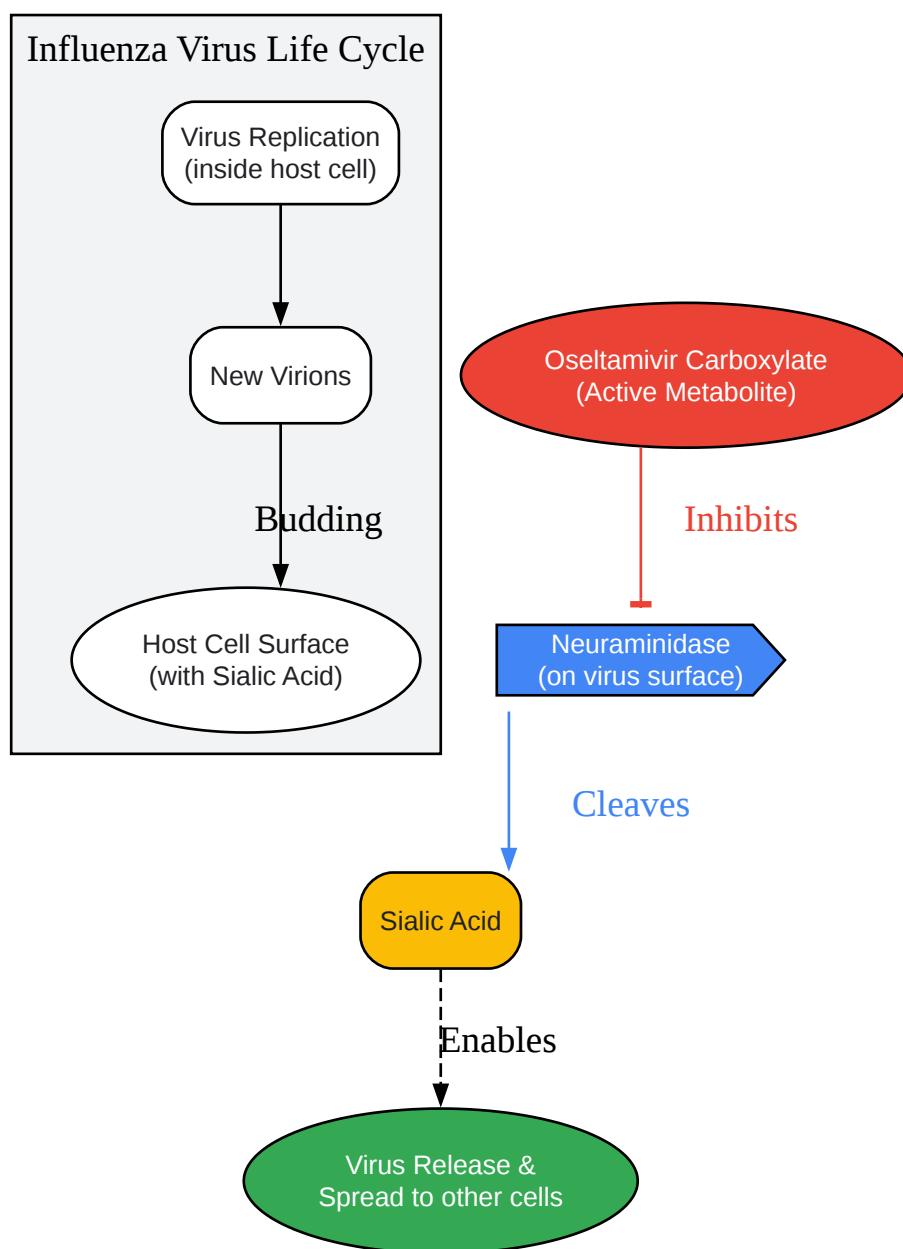 Influenza Virus Life Cycle
Virus Replication
(inside host cell)
New Virions
Budding
Host Cell Surface
(with Sialic Acid)
Oseltamivir Carboxylate
(Active Metabolite)
Inhibits
Neuraminidase
(on virus surface)
Cleaves
Sialic Acid
Enables
Virus Release &
Spread to other cells